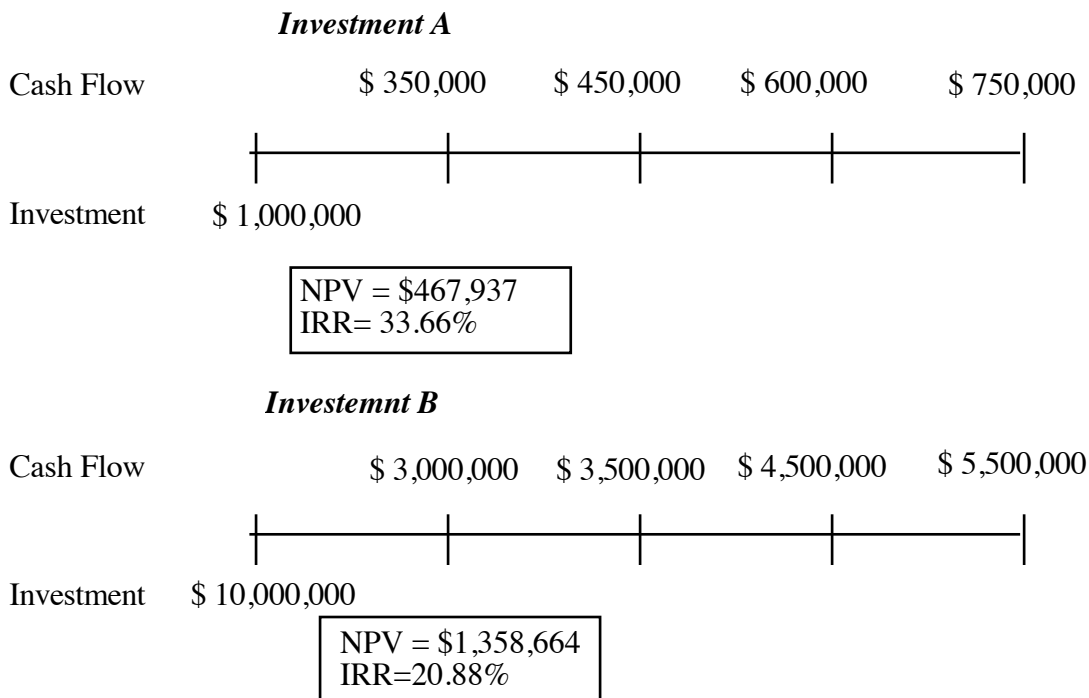 Investment A
Cash Flow $ 350,000 $ 450,000 $ 600,000 $ 750,000
Investment $ 1,000,000
NPV = $467,937
IRR= 33.66%
Investemnt B
Cash Flow $ 3,000,000 $ 3,500,000 $ 4,500,000 $ 5,500,000
Investment $ 10,000,000
NPV = $1,358,664
IRR=20.88%